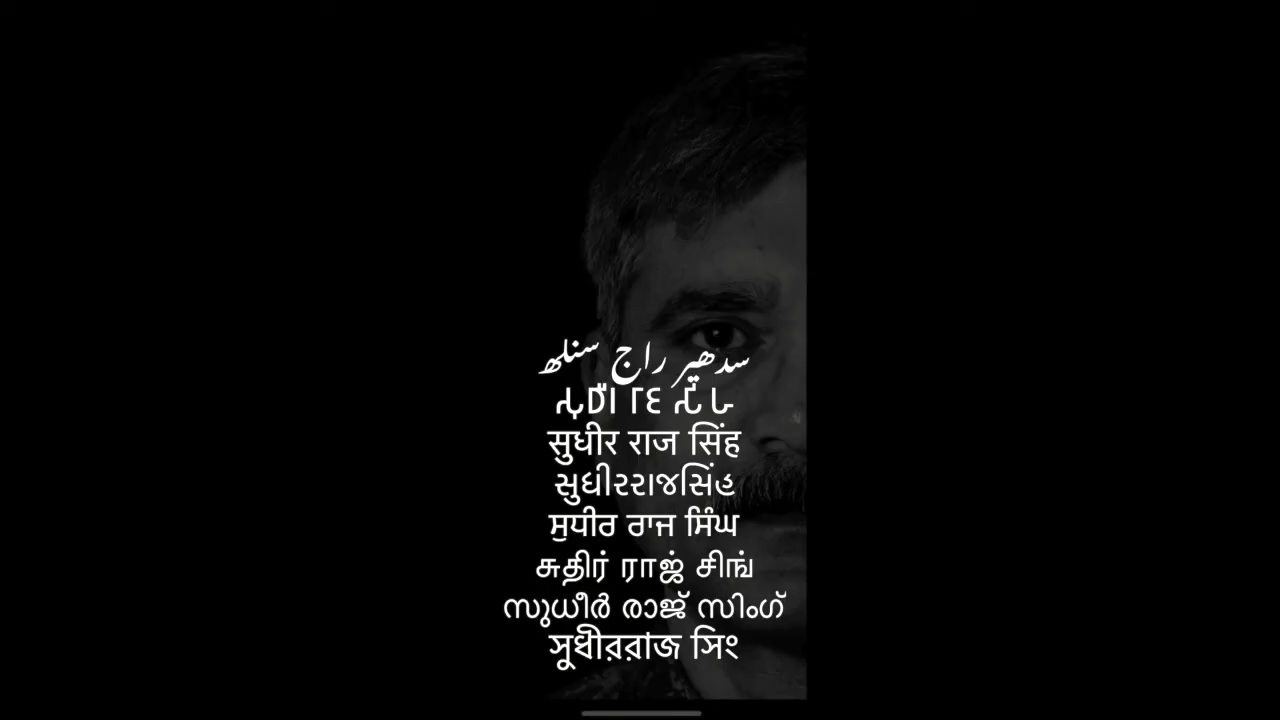 سدھیر راج سنلھ
सुधीर राज सिंह
સુધીરરાજસિંહ
ਸੁਧੀਰ ਰਾਜ ਸਿੰਘ
சுதிர் ராஜ் சிங்
സുധീർ രാജ് സിംഗ്
সুধীররাজ সিং